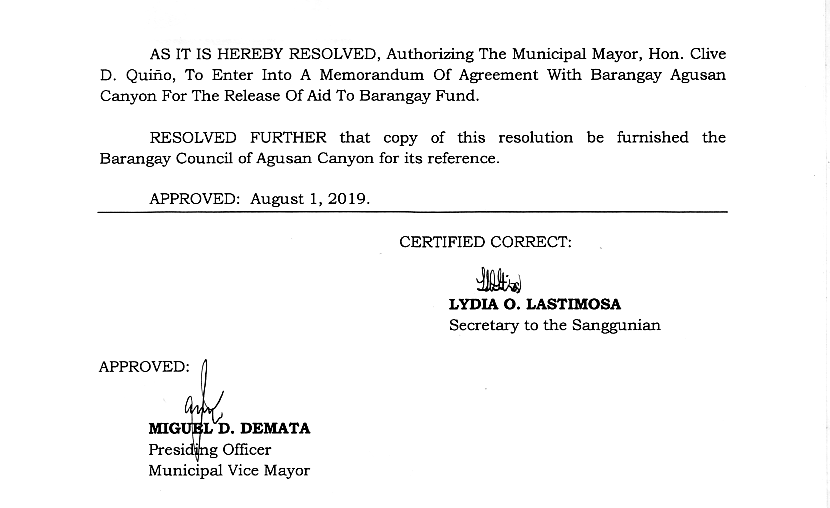 AS IT IS HEREBY RESOLVED, Authorizing The Municipal Mayor, Hon. Clive
D. Quiño, To Enter Into A Memorandum Of Agreement With Barangay Agusan
Canyon For The Release Of Aid To Barangay Fund.
RESOLVED FURTHER that copy of this resolution be furnished the
Barangay Council of Agusan Canyon for its reference.
APPROVED: August 1, 2019.
CERTIFIED CORRECT:
LYDIA O. LASTIMOSA
Secretary to the Sanggunian
APPROVED:
MIGUEL D. DEMATA
Presiding Officer
Municipal Vice Mayor